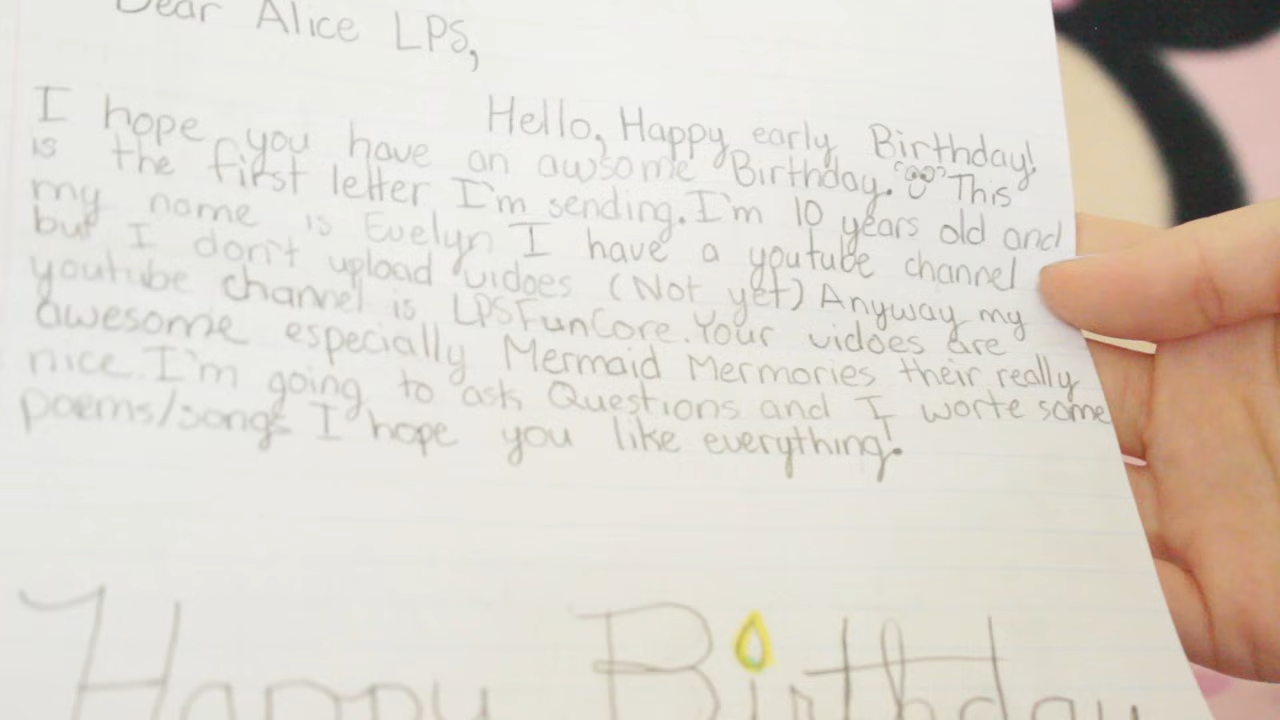 Dear Alice LPS,
Hello, Happy early Birthday!
I hope you have an awsome Birthday. This
is the first letter I'm sending. I'm 10 years old and
my name is Evelyn I have a youtube channel
but I don't upload vidoes (Not yet) Anyway my
youtube channel is LPSFunCore. Your vidoes are
awesome especially Mermaid Mermories their really
nice. I'm going to ask Questions and I worte some
poems/songs I hope you like everything!
Happy Birthday